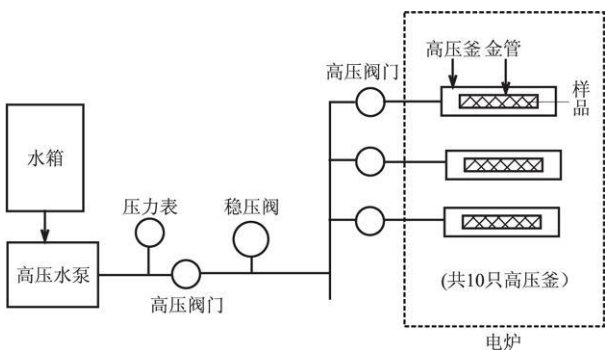 高压釜 金管
高压阀门
样品
水箱
压力表
稳压阀
高压水泵
高压阀门
(共10只高压釜）
电炉